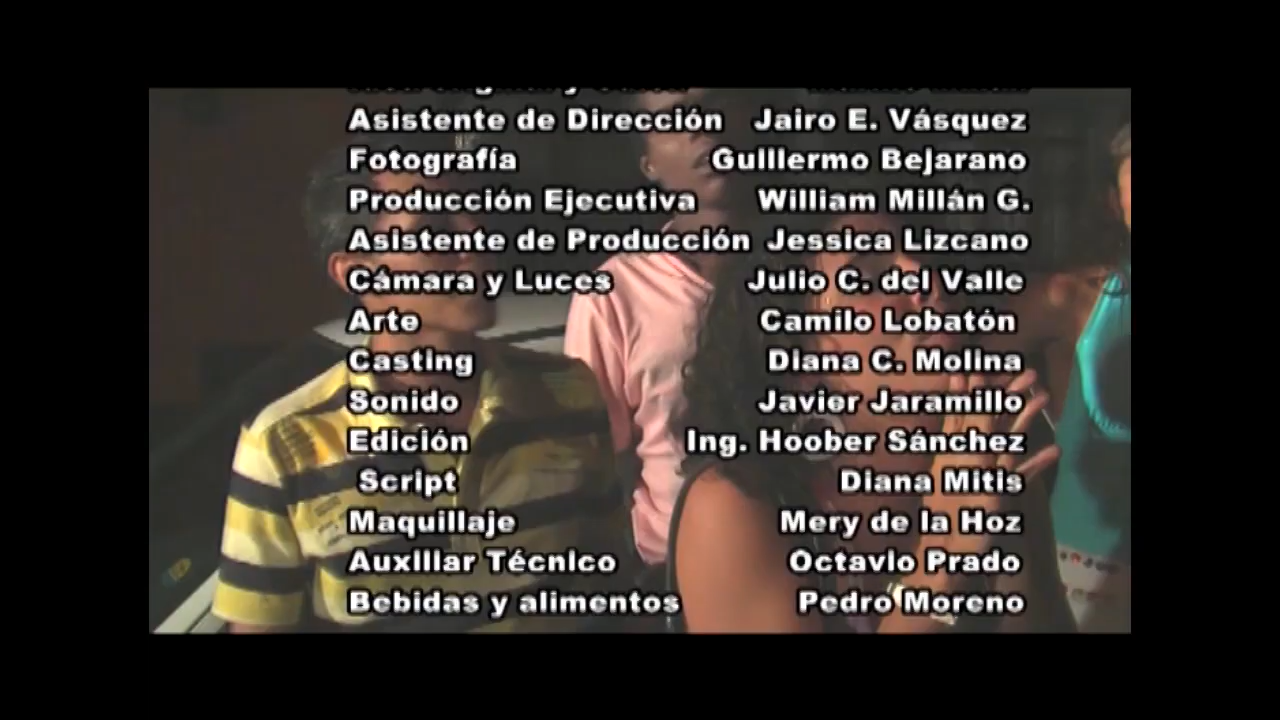 Asistente de Dirección Jairo E. Vásquez
Fotografía Guillermo Bejarano
Producción Ejecutiva William Millán G.
Asistente de Producción Jessica Lizcano
Cámara y Luces Julio C. del Valle
Arte Camilo Lobatón
Casting Diana C. Molina
Sonido Javier Jaramillo
Edición Ing. Hoober Sánchez
Script Diana Mitis
Maquillaje Mery de la Hoz
Auxiliar Técnico Octavio Prado
Bebidas y alimentos Pedro Moreno